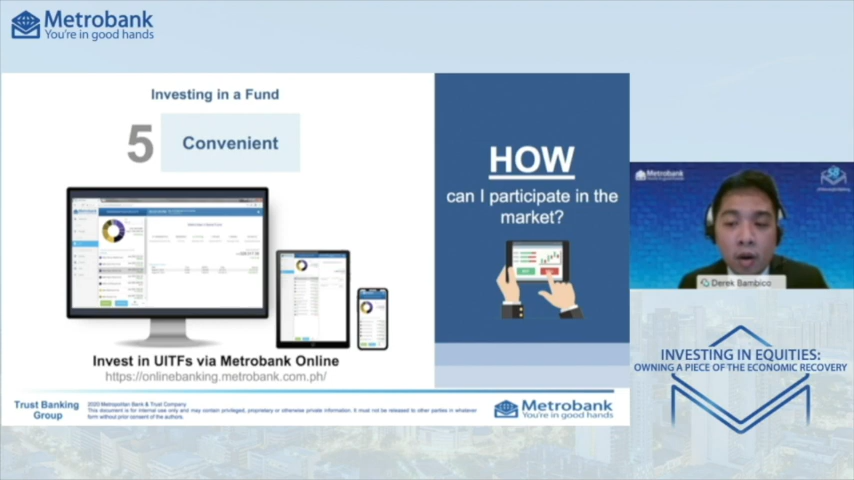 Metrobank
You're in good hands
Investing in a Fund
5
Convenient
HOW
can I participate in the
market?
Metrobank
Invest in UITFs via Metrobank Online
https://onlinebanking.metrobank.com.ph/
Trust Banking
Group
2020 Metropolitan Bank & Trust Company
This document is for internal use only and may contain privileged, proprietary or otherwise private information. It must not be released to other parties in whatever
form without prior consent of the authors.
Metrobank
You're in good hands
Metrobank
Derek Bambico
INVESTING IN EQUITIES:
OWNING A PIECE OF THE ECONOMIC RECOVERY